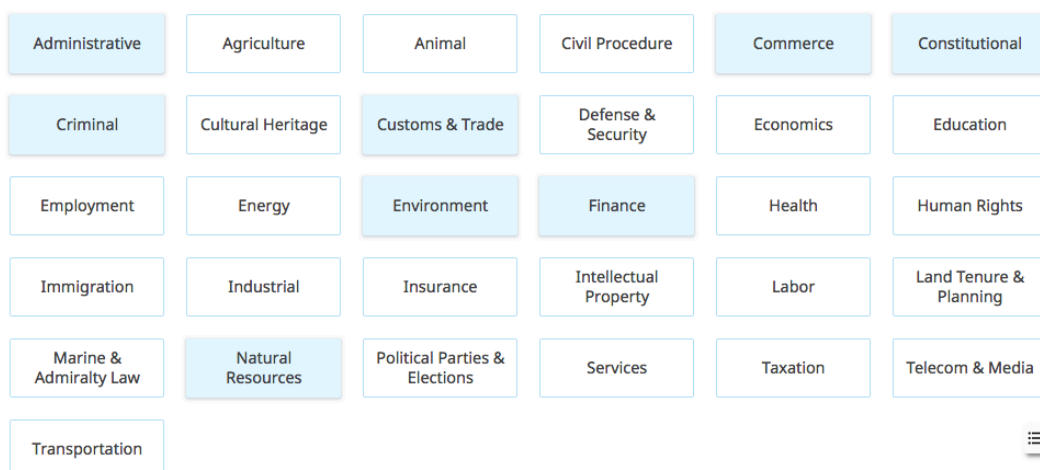 Administrative
Agriculture
Animal
Civil Procedure
Commerce
Constitutional
Criminal
Cultural Heritage
Customs & Trade
Defense &
Security
Economics
Education
Employment
Energy
Environment
Finance
Health
Human Rights
Immigration
Industrial
Insurance
Intellectual
Property
Labor
Land Tenure &
Planning
Marine &
Admiralty Law
Natural
Resources
Political Parties &
Elections
Services
Taxation
Telecom & Media
Transportation